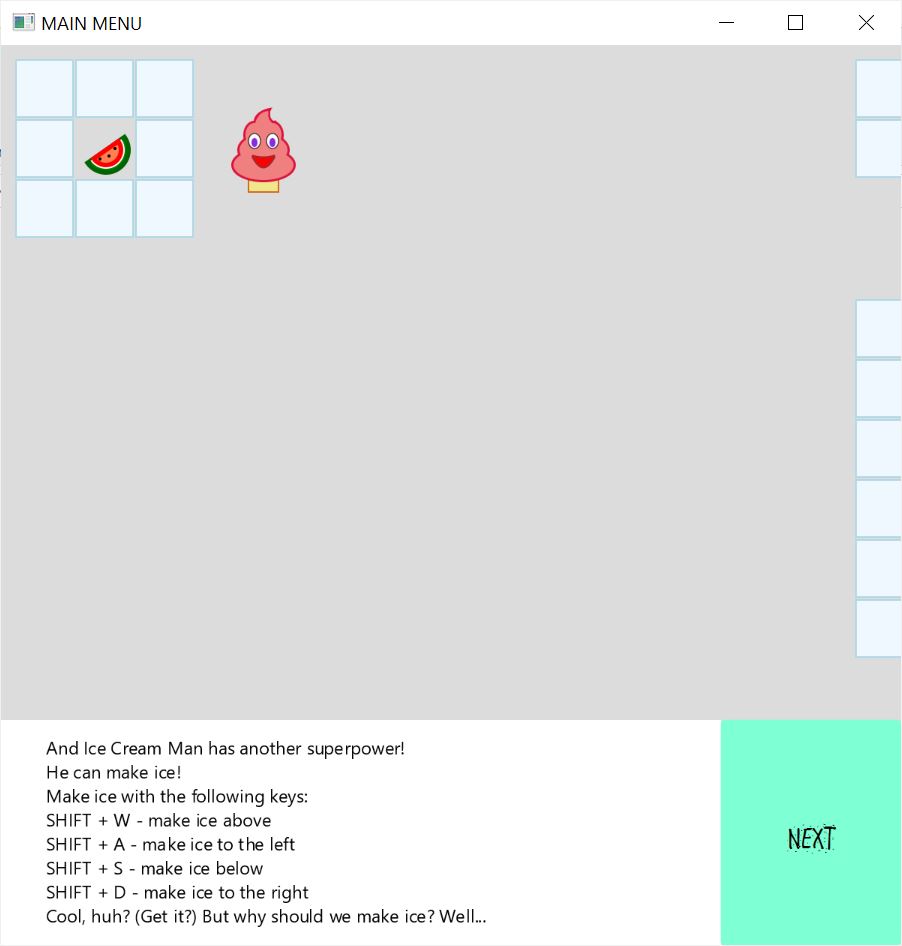 MAIN MENU
And Ice Cream Man has another superpower!
He can make ice!
Make ice with the following keys:
SHIFT + W - make ice above
SHIFT + A - make ice to the left
SHIFT + S - make ice below
SHIFT + D - make ice to the right
Cool, huh? (Get it?) But why should we make ice? Well...
NEXT